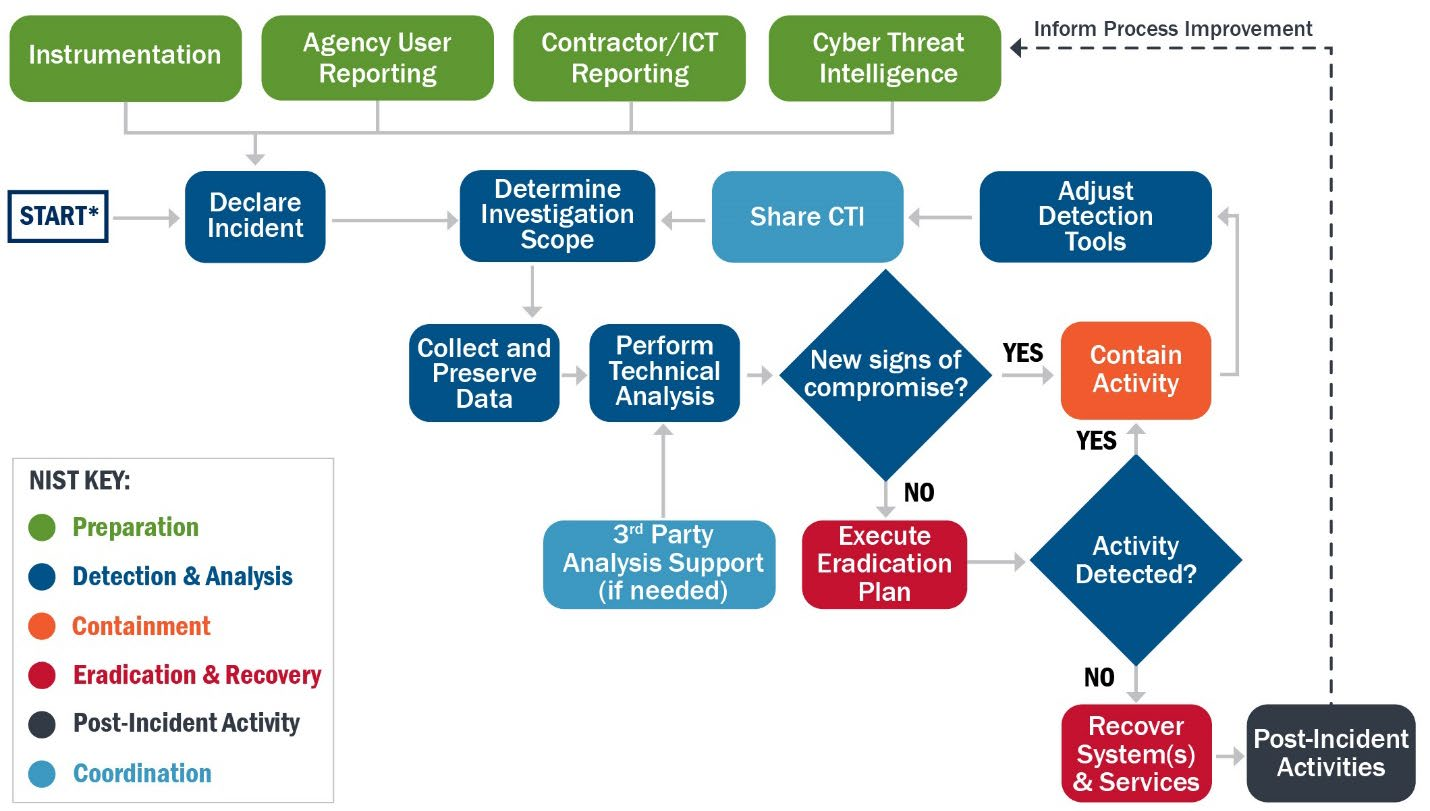 Instrumentation
Agency User
Reporting
Contractor/ICT
Reporting
Cyber Threat
Intelligence
Inform Process Improvement
START*
Declare
Incident
Determine
Investigation
Scope
Share CTI
Adjust
Detection
Tools
Collect and
Preserve
Data
Perform
Technical
Analysis
New signs of
compromise?
YES
Contain
Activity
YES
NO
3rd Party
Analysis Support
(if needed)
Execute
Eradication
Plan
Activity
Detected?
NO
Recover
System(s)
& Services
Post-Incident
Activities
NIST KEY:
Preparation
Detection & Analysis
Containment
Eradication & Recovery
Post-Incident Activity
Coordination